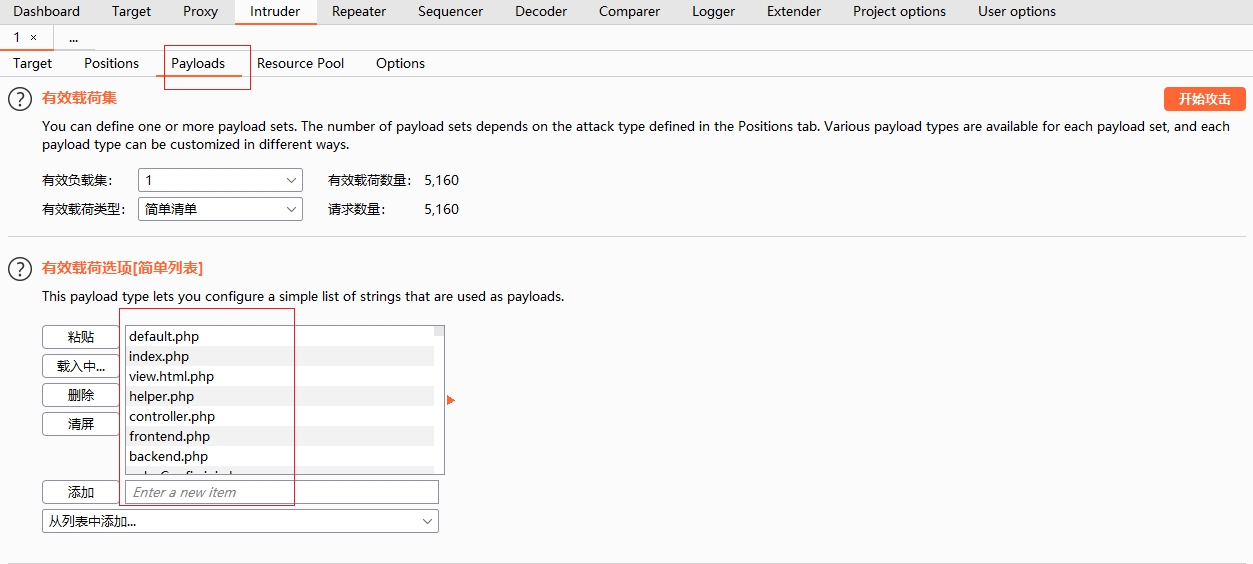 Dashboard Target Proxy Intruder Repeater Sequencer Decoder Comparer Logger Extender Project options User options
1 × ...
Target Positions Payloads Resource Pool Options
? 有效载荷集 开始攻击
You can define one or more payload sets. The number of payload sets depends on the attack type defined in the Positions tab. Various payload types are available for each payload set, and each
payload type can be customized in different ways.
有效负载集: 1 有效载荷数量: 5,160
有效载荷类型: 简单清单 请求数量: 5,160
? 有效载荷选项[简单列表]
This payload type lets you configure a simple list of strings that are used as payloads.
粘贴 default.php
index.php
载入中... view.html.php
删除 helper.php
清屏 controller.php
frontend.php
backend.php
添加 Enter a new item
从列表中添加...